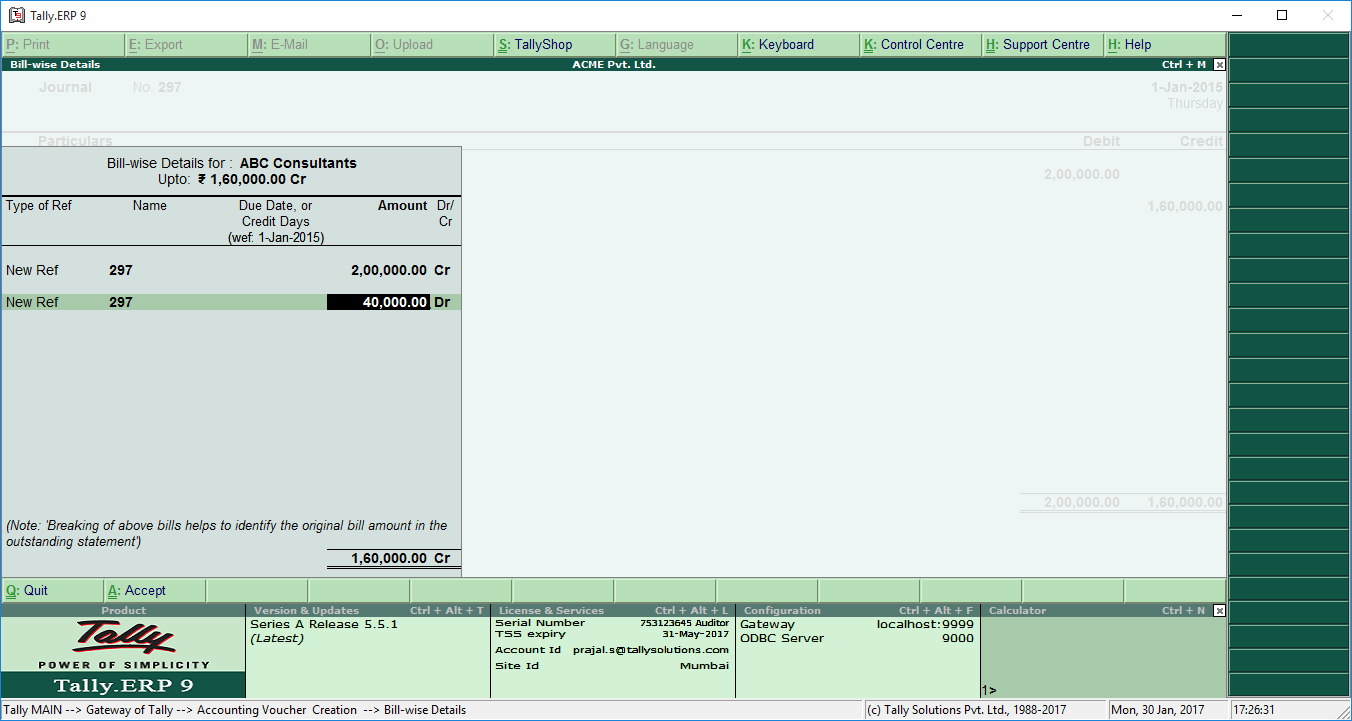 Tally.ERP 9
P: Print E: Export M: E-Mail O: Upload S: TallyShop G: Language K: Keyboard K: Control Centre H: Support Centre H: Help
Bill-wise Details ACME Pvt. Ltd. Ctrl + M
Journal No. 297 1-Jan-2015
Thursday
Particulars Debit Credit
Bill-wise Details for : ABC Consultants
Upto: ₹ 1,60,000.00 Cr
2,00,000.00
1,60,000.00
Type of Ref Name Due Date, or Amount Dr/
Credit Days Cr
(wef. 1-Jan-2015)
New Ref 297 2,00,000.00 Cr
New Ref 297 40,000.00 Dr
2,00,000.00 1,60,000.00
(Note: 'Breaking of above bills helps to identify the original bill amount in the
outstanding statement')
1,60,000.00 Cr
Q: Quit A: Accept
Product Version & Updates Ctrl + Alt + T License & Services Ctrl + Alt + L Configuration Ctrl + Alt + F Calculator Ctrl + N
Tally
POWER OF SIMPLICITY
Tally.ERP 9
Series A Release 5.5.1
(Latest)
Serial Number 753123645 Auditor
TSS expiry 31-May-2017
Account Id prajal.s@tallysolutions.com
Site Id Mumbai
Gateway localhost:9999
ODBC Server 9000
1>
Tally MAIN --> Gateway of Tally --> Accounting Voucher Creation --> Bill-wise Details (c) Tally Solutions Pvt. Ltd., 1988-2017 Mon, 30 Jan, 2017 17:26:31